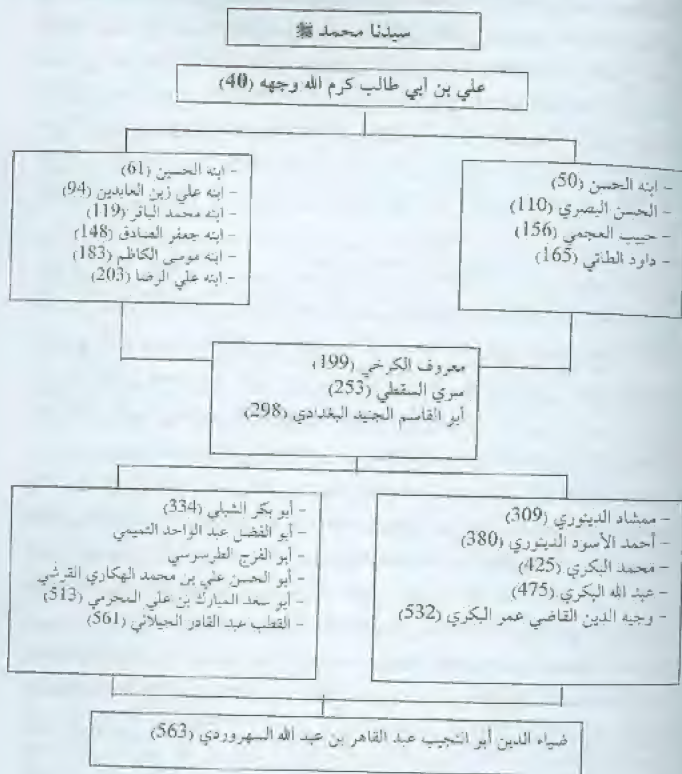 سيدنا محمد ﷺ
علي بن أبي طالب كرم الله وجهه (40)
- ابنه الحسن (50)
- الحسن البصري (110)
- حبيب العجمي (156)
- داود الطائي (165)
- ابنه الحسين (61)
- ابنه علي زين العابدين (94)
- ابنه محمد الباقر (119)
- ابنه جعفر الصادق (148)
- ابنه موسى الكاظم (183)
- ابنه علي الرضا (203)
معروف الكرخي (199)
سري السقطي (253)
أبو القاسم الجنيد البغدادي (298)
- ممشاد الدينوري (309)
- أحمد الأسود الدينوري (380)
- محمد البكري (425)
- عبد الله البكري (475)
- وجيه الدين القاضي عمر البكري (532)
- أبو بكر الشبلي (334)
- أبو الفضل عبد الواحد التميمي
- أبو الفرج الطرسوسي
- أبو الحسن علي بن محمد الهكاري القرشي
- أبو سعد المبارك بن علي المخرمي (513)
- القطب عبد القادر الجيلاني (561)
ضياء الدين أبو النجيب عبد القاهر بن عبد الله السهروردي (563)